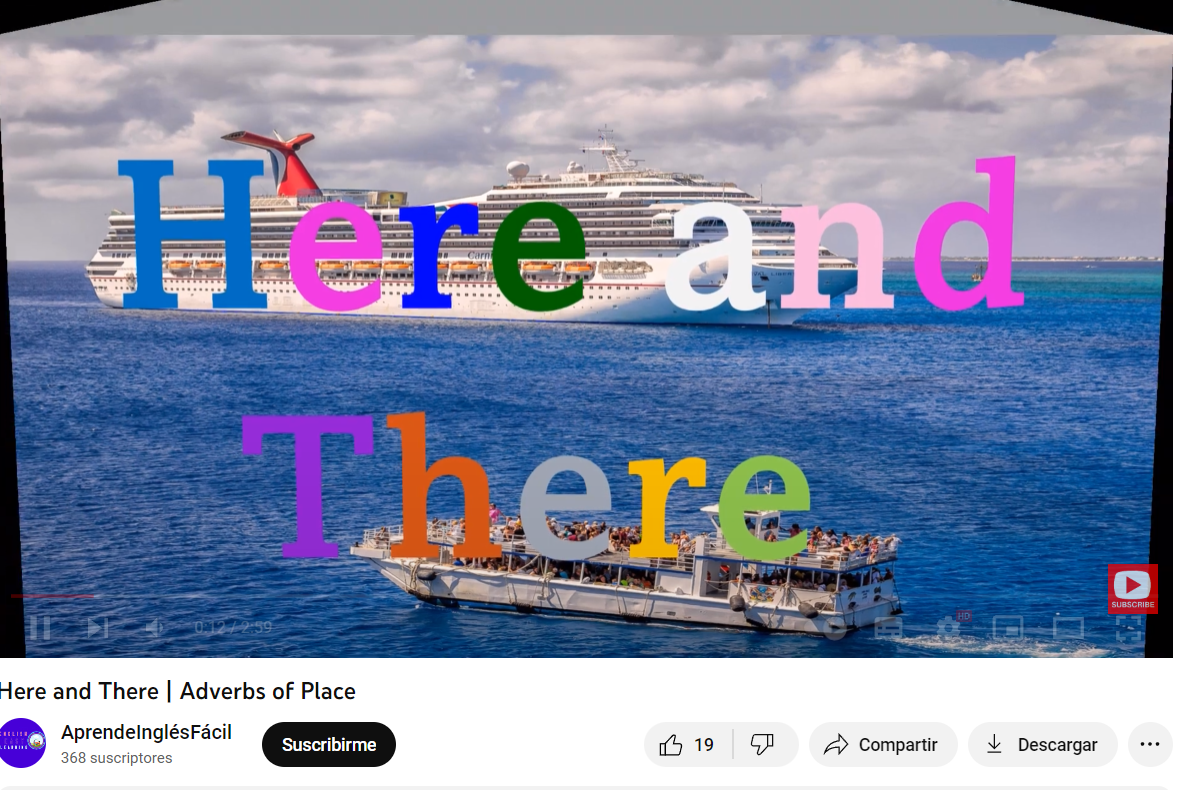 Here and
There
SUBSCRIBE
0:12 / 2:59
HD
Here and There | Adverbs of Place
AprendeInglésFácil
368 suscriptores
Suscribirme
19
Compartir
Descargar